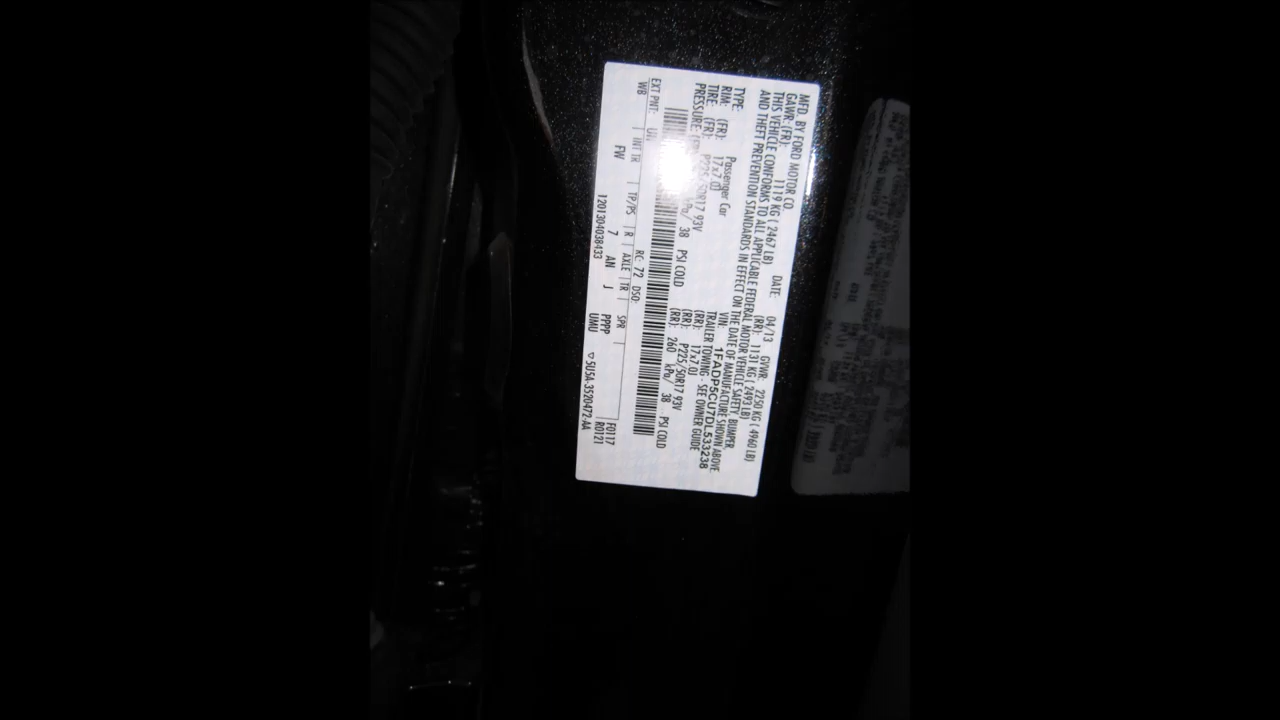 MFD. BY FORD MOTOR CO. DATE: 04/13 GVWR: 2250 KG ( 4960 LB)
GAWR: (FR): 1119 KG ( 2467 LB) (RR): 1131 KG ( 2493 LB)
THIS VEHICLE CONFORMS TO ALL APPLICABLE FEDERAL MOTOR VEHICLE SAFETY, BUMPER,
AND THEFT PREVENTION STANDARDS IN EFFECT ON THE DATE OF MANUFACTURE SHOWN ABOVE.
VIN: 1FADP5CU7DL533238
TYPE: Passenger Car TRAILER TOWING - SEE OWNER GUIDE
RIM: (FR): 17x7.0J (RR): 17x7.0J
TIRE: (FR): P225/50R17 93V (RR): P225/50R17 93V
PRESSURE: kPa/ 38 PSI COLD (RR): 260 kPa/ 38 PSI COLD
EXT PNT: RC: 72 DSO: F0117
WB INT TR TP/PS R AXLE TR SPR R0121
FW 7 AN J PPPP
UMU
1201304038433 5U5A-3520472-AA